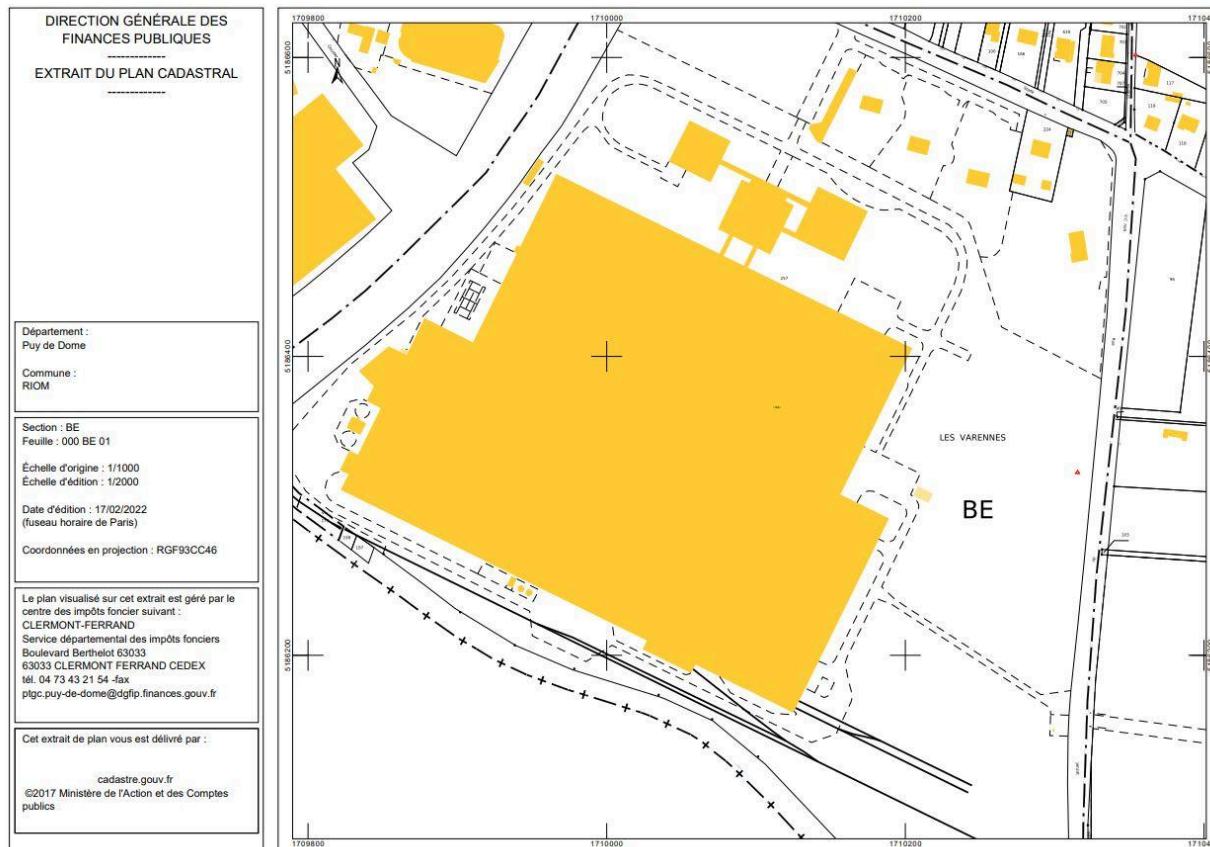 DIRECTION GÉNÉRALE DES
FINANCES PUBLIQUES
-------------
EXTRAIT DU PLAN CADASTRAL
-------------
Département :
Puy de Dome
Commune :
RIOM
Section : BE
Feuille : 000 BE 01
Échelle d'origine : 1/1000
Échelle d'édition : 1/2000
Date d'édition : 17/02/2022
(fuseau horaire de Paris)
Coordonnées en projection : RGF93CC46
Le plan visualisé sur cet extrait est géré par le
centre des impôts foncier suivant :
CLERMONT-FERRAND
Service départemental des impôts fonciers
Boulevard Berthelot 63033
63033 CLERMONT FERRAND CEDEX
tél. 04 73 43 21 54 -fax
ptgc.puy-de-dome@dgfip.finances.gouv.fr
Cet extrait de plan vous est délivré par :
cadastre.gouv.fr
©2017 Ministère de l'Action et des Comptes
publics
1709800
1710000
1710200
5186600
N
5186400
LES VARENNES
BE
5186200
1709800
1710000
1710200